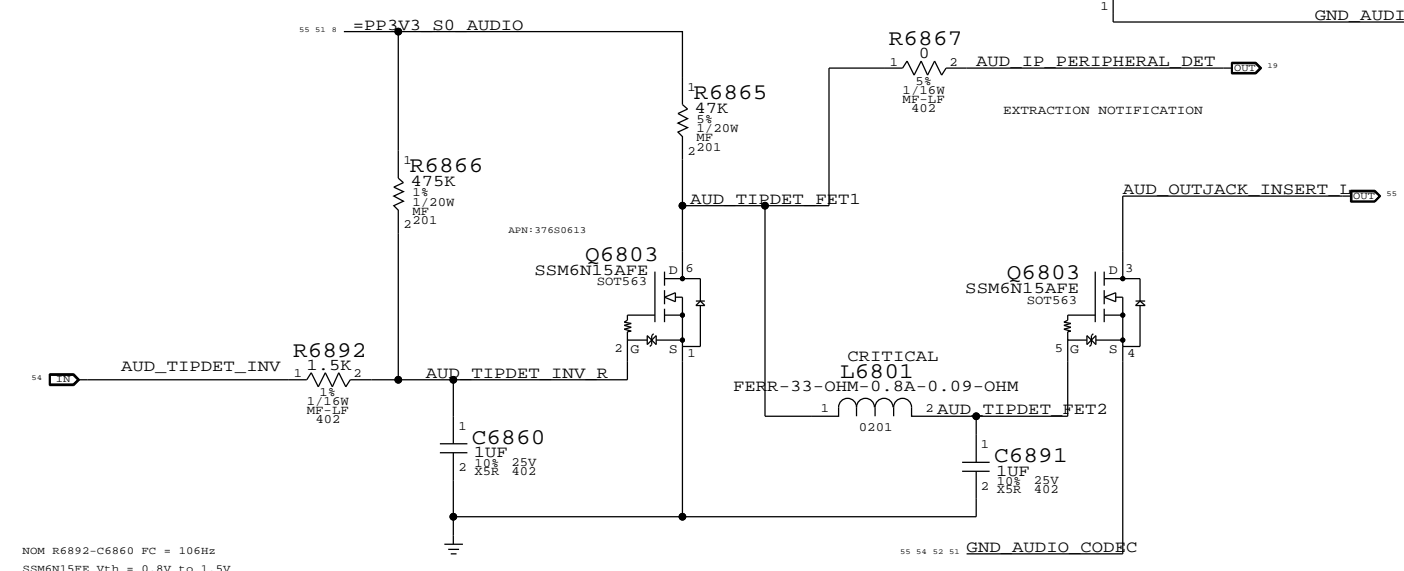 1
GND_AUDI
55 51 8 =PP3V3_S0_AUDIO
R6867
0
1 2 AUD_IP_PERIPHERAL_DET OUT 19
5%
1/16W
MF-LF
402
EXTRACTION NOTIFICATION
1 R6865
47K
5%
1/20W
MF
2 201
1 R6866
475K
1%
1/20W
MF
2 201
AUD_TIPDET_FET1
AUD_OUTJACK_INSERT_L OUT 55
APN:376S0613
Q6803
SSM6N15AFE
SOT563
D 6
2 G S 1
Q6803
SSM6N15AFE
SOT563
D 3
5 G S 4
54 IN AUD_TIPDET_INV
R6892
1 1.5K 2
1%
1/16W
MF-LF
402
AUD_TIPDET_INV_R
CRITICAL
L6801
FERR-33-OHM-0.8A-0.09-OHM
1 2 AUD_TIPDET_FET2
0201
1
C6860
1UF
2 10% 25V
X5R 402
1
C6891
1UF
2 10% 25V
X5R 402
55 54 52 51 GND_AUDIO_CODEC
NOM R6892-C6860 FC = 106Hz
SSM6N15FE Vth = 0.8V to 1.5V